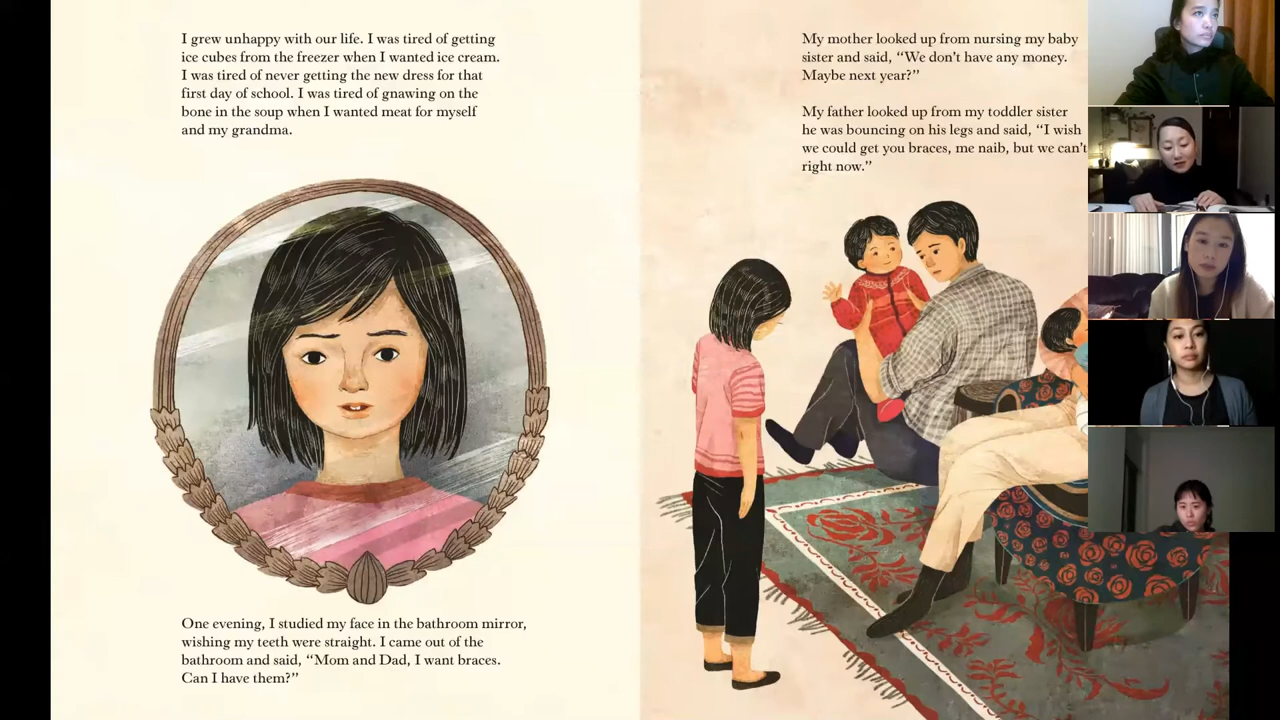 I grew unhappy with our life. I was tired of getting
ice cubes from the freezer when I wanted ice cream.
I was tired of never getting the new dress for that
first day of school. I was tired of gnawing on the
bone in the soup when I wanted meat for myself
and my grandma.
One evening, I studied my face in the bathroom mirror,
wishing my teeth were straight. I came out of the
bathroom and said, “Mom and Dad, I want braces.
Can I have them?”
My mother looked up from nursing my baby
sister and said, “We don’t have any money.
Maybe next year?”
My father looked up from my toddler sister
he was bouncing on his legs and said, “I wish
we could get you braces, me naib, but we can’t
right now.”